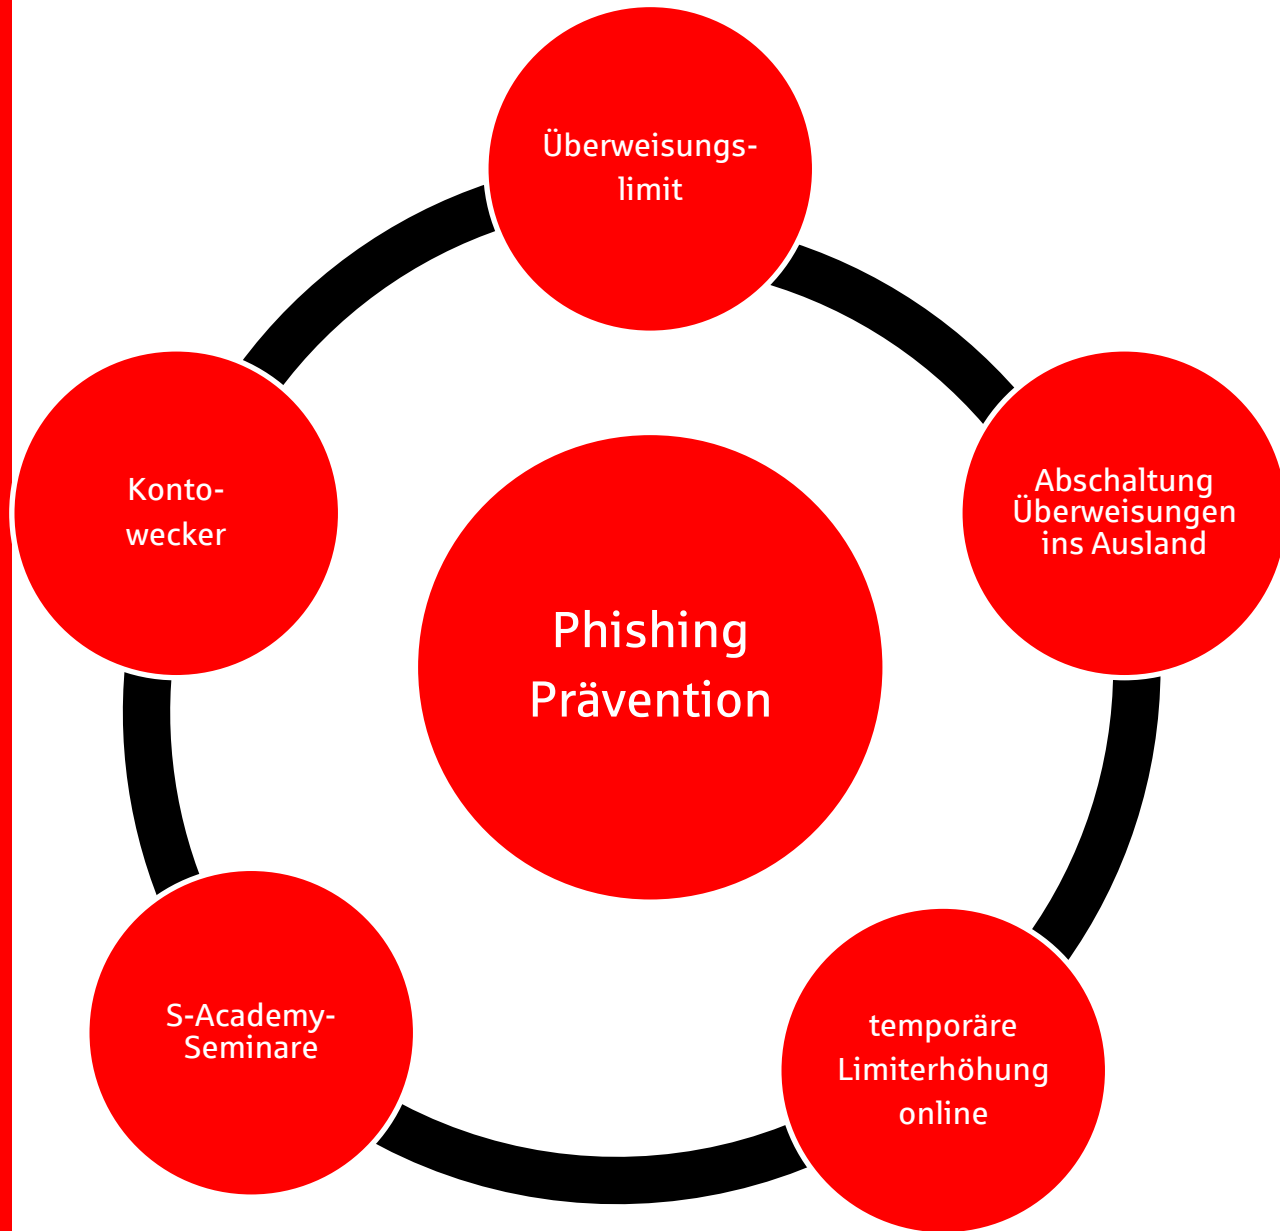 Überweisungs-
limit
Konto-
wecker
Abschaltung
Überweisungen
ins Ausland
Phishing
Prävention
S-Academy-
Seminare
temporäre
Limiterhöhung
online